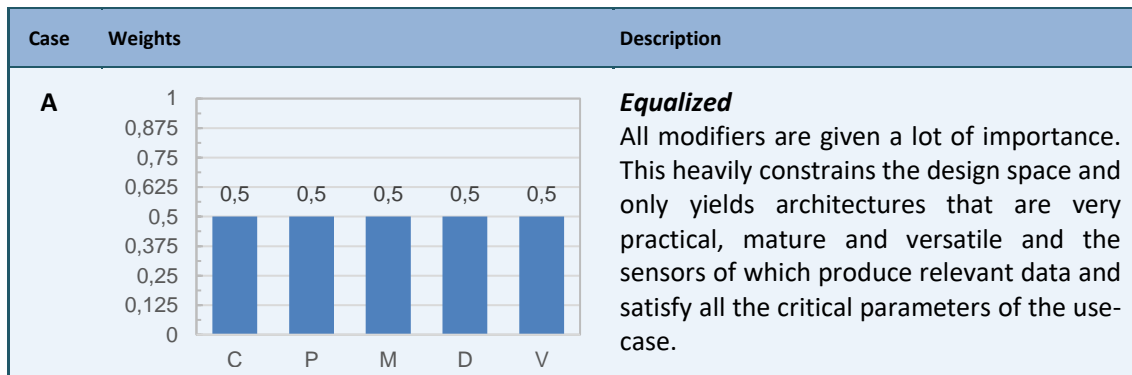 Case Weights Description
A
1
0,875
0,75
0,625
0,5
0,375
0,25
0,125
0
0,5 0,5 0,5 0,5 0,5
C P M D V
Equalized
All modifiers are given a lot of importance.
This heavily constrains the design space and
only yields architectures that are very
practical, mature and versatile and the
sensors of which produce relevant data and
satisfy all the critical parameters of the use-
case.